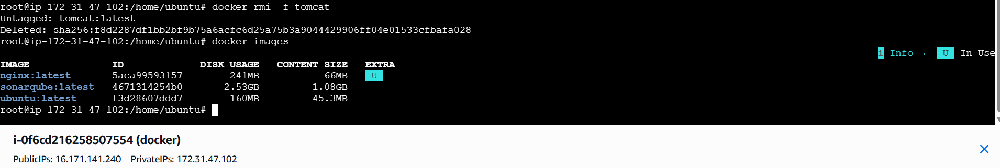 root@ip-172-31-47-102:/home/ubuntu# docker rmi -f tomcat
Untagged: tomcat:latest
Deleted: sha256:f8d2287df1bb2bf9b75a6acfc6d25a75b3a9044429906ff04e01533cfbafa028
root@ip-172-31-47-102:/home/ubuntu# docker images
i Info → U In Use
IMAGE ID DISK USAGE CONTENT SIZE EXTRA
nginx:latest 5aca99593157 241MB 66MB U
sonarqube:latest 4671314254b0 2.53GB 1.08GB
ubuntu:latest f3d28607ddd7 160MB 45.3MB
root@ip-172-31-47-102:/home/ubuntu#
i-0f6cd216258507554 (docker)
PublicIPs: 16.171.141.240 PrivateIPs: 172.31.47.102